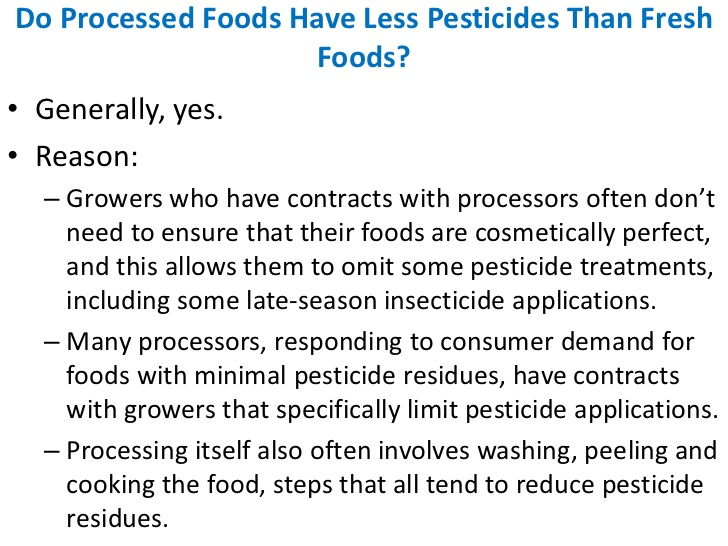 Do Processed Foods Have Less Pesticides Than Fresh
Foods?
• Generally, yes.
• Reason:
– Growers who have contracts with processors often don’t
need to ensure that their foods are cosmetically perfect,
and this allows them to omit some pesticide treatments,
including some late-season insecticide applications.
– Many processors, responding to consumer demand for
foods with minimal pesticide residues, have contracts
with growers that specifically limit pesticide applications.
– Processing itself also often involves washing, peeling and
cooking the food, steps that all tend to reduce pesticide
residues.